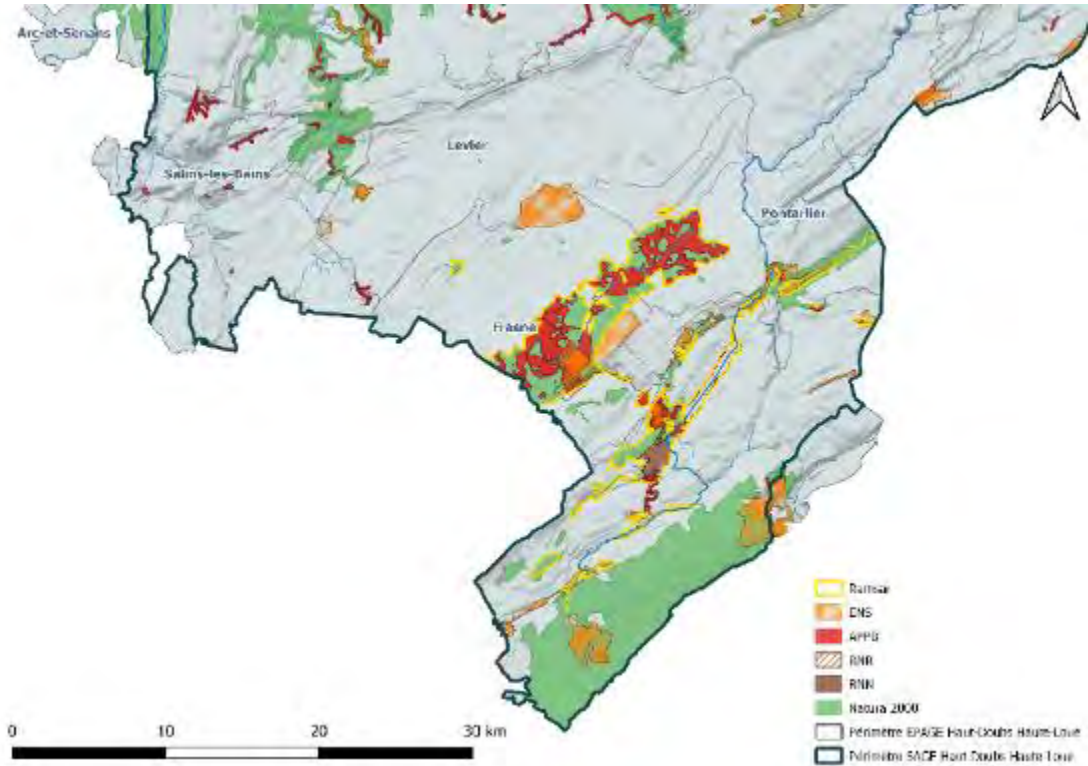 Arc-et-Senans
Levier
Salins-les-Bains
Pontarlier
Frasne
Ramsar
ENS
APPB
RNR
RNN
Natura 2000
Périmètre EPAGE Haut-Doubs Haute-Loue
Périmètre SAGE Haut Doubs Haute Loue
0 10 20 30 km